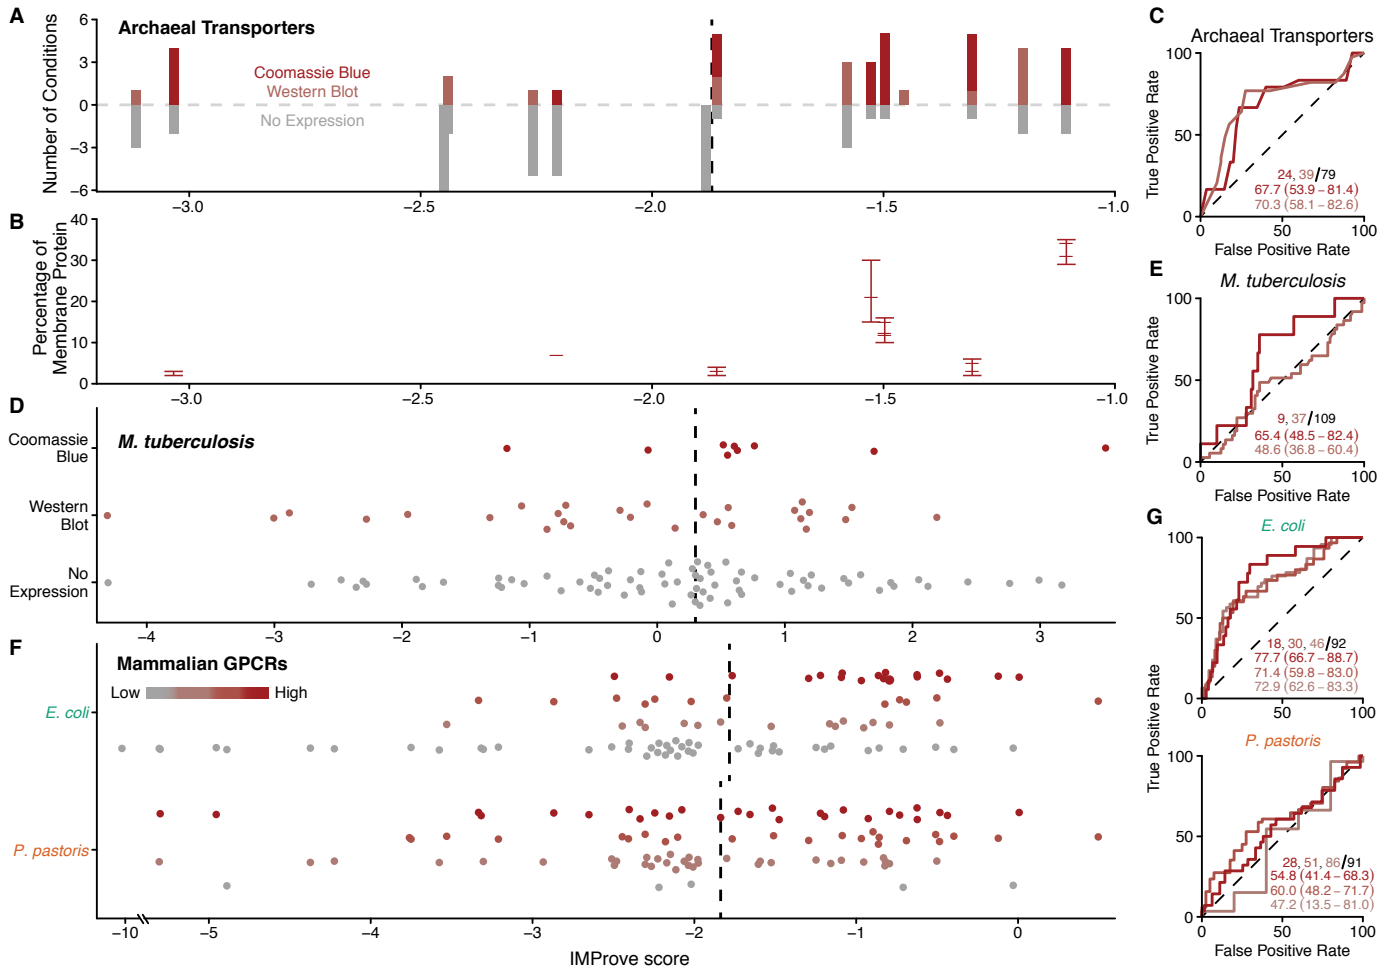 A
Archaeal Transporters
Number of Conditions
6
3
0
−3
−6
Coomassie Blue
Western Blot
No Expression
−3.0
−2.5
−2.0
−1.5
−1.0
B
Percentage of
Membrane Protein
40
30
20
10
0
−3.0
−2.5
−2.0
−1.5
−1.0
C
Archaeal Transporters
True Positive Rate
100
50
0
24, 39/79
67.7 (53.9 − 81.4)
70.3 (58.1 − 82.6)
0
50
100
False Positive Rate
D
M. tuberculosis
Coomassie
Blue
Western
Blot
No
Expression
−4
−3
−2
−1
0
1
2
3
E
M. tuberculosis
True Positive Rate
100
50
0
9, 37/109
65.4 (48.5 − 82.4)
48.6 (36.8 − 60.4)
0
50
100
False Positive Rate
F
Mammalian GPCRs
Low
High
E. coli
P. pastoris
−10
−5
−4
−3
−2
−1
0
IMProve score
G
E. coli
True Positive Rate
100
50
0
18, 30, 46/92
77.7 (66.7 − 88.7)
71.4 (59.8 − 83.0)
72.9 (62.6 − 83.3)
0
50
100
P. pastoris
True Positive Rate
100
50
0
28, 51, 86/91
54.8 (41.4 − 68.3)
60.0 (48.2 − 71.7)
47.2 (13.5 − 81.0)
0
50
100
False Positive Rate